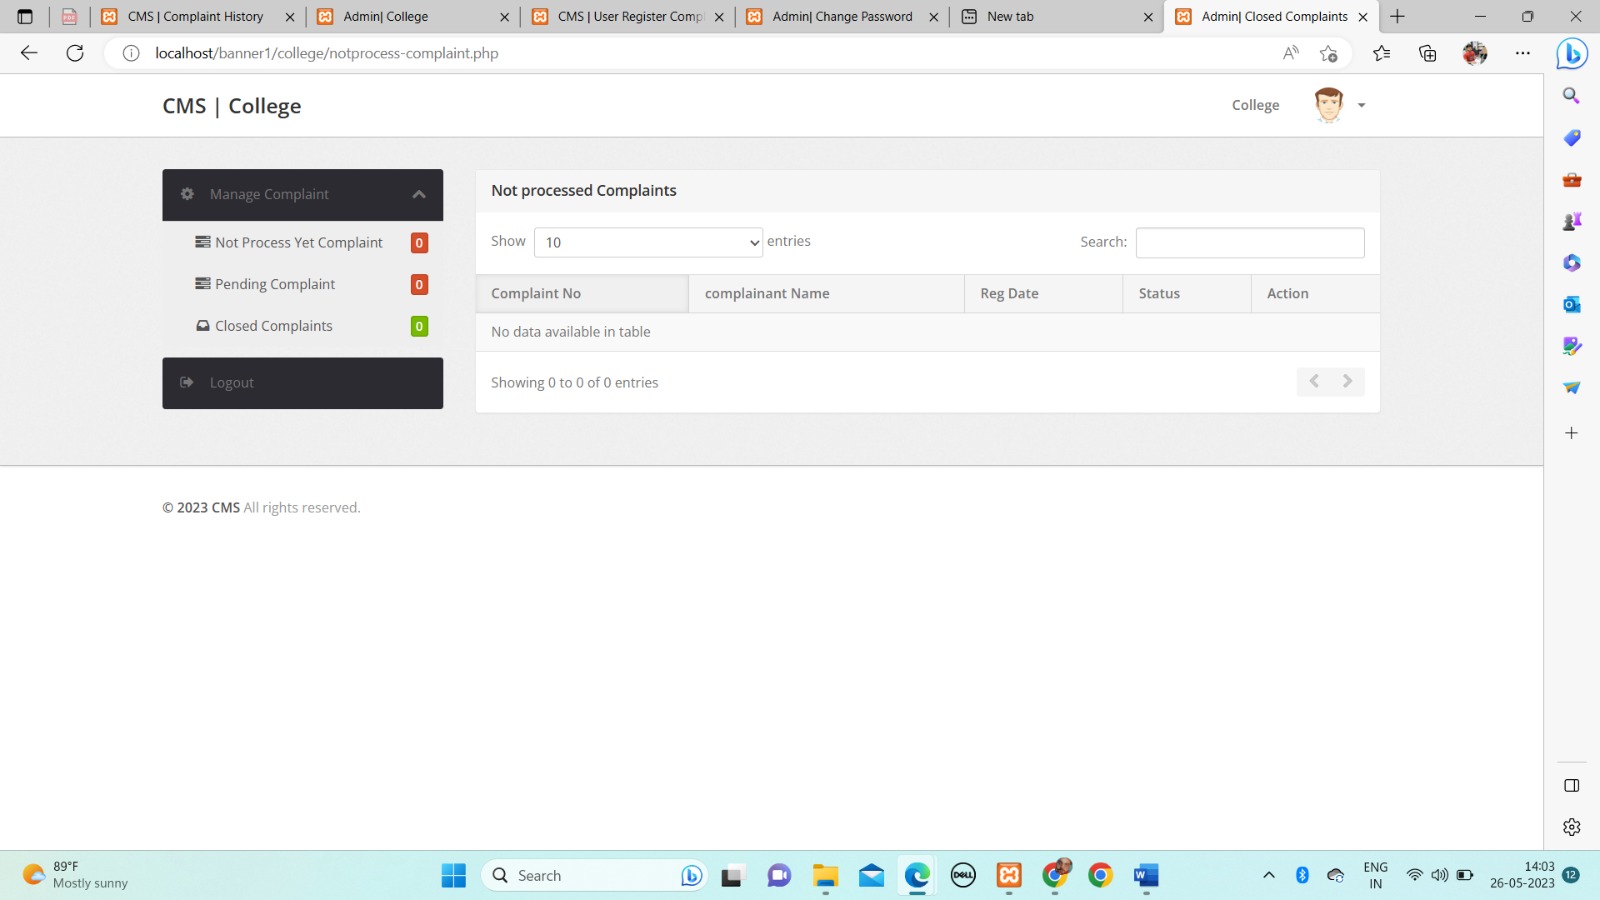 CMS | Complaint History
Admin| College
CMS | User Register Compl
Admin| Change Password
New tab
Admin| Closed Complaints
localhost/banner1/college/notprocess-complaint.php
CMS | College
College
Manage Complaint
Not Process Yet Complaint 0
Pending Complaint 0
Closed Complaints 0
Logout
Not processed Complaints
Show 10 entries
Search:
Complaint No complainant Name Reg Date Status Action
No data available in table
Showing 0 to 0 of 0 entries
© 2023 CMS All rights reserved.
89°F
Mostly sunny
Search
DELL
W
ENG
IN
14:03
26-05-2023
12